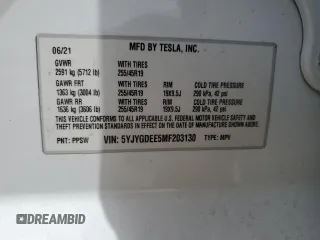 06/21 MFD BY TESLA, INC.
GVWR WITH TIRES
2591 kg (5712 lb) 255/45R19
GAWR FRT WITH TIRES RIM COLD TIRE PRESSURE
1363 kg (3004 lb) 255/45R19 19X9.5J 290 kPa, 42 psi
GAWR RR WITH TIRES RIM COLD TIRE PRESSURE
1636 kg (3606 lb) 255/45R19 19X9.5J 290 kPa, 42 psi
THIS VEHICLE CONFORMS TO ALL APPLICABLE U.S. FEDERAL MOTOR VEHICLE SAFETY AND
THEFT PREVENTION STANDARDS IN EFFECT ON THE DATE OF MANUFACTURE SHOWN ABOVE.
PNT: PPSW VIN: 5YJYGDEE5MF203130 TYPE: MPV
DREAMBID